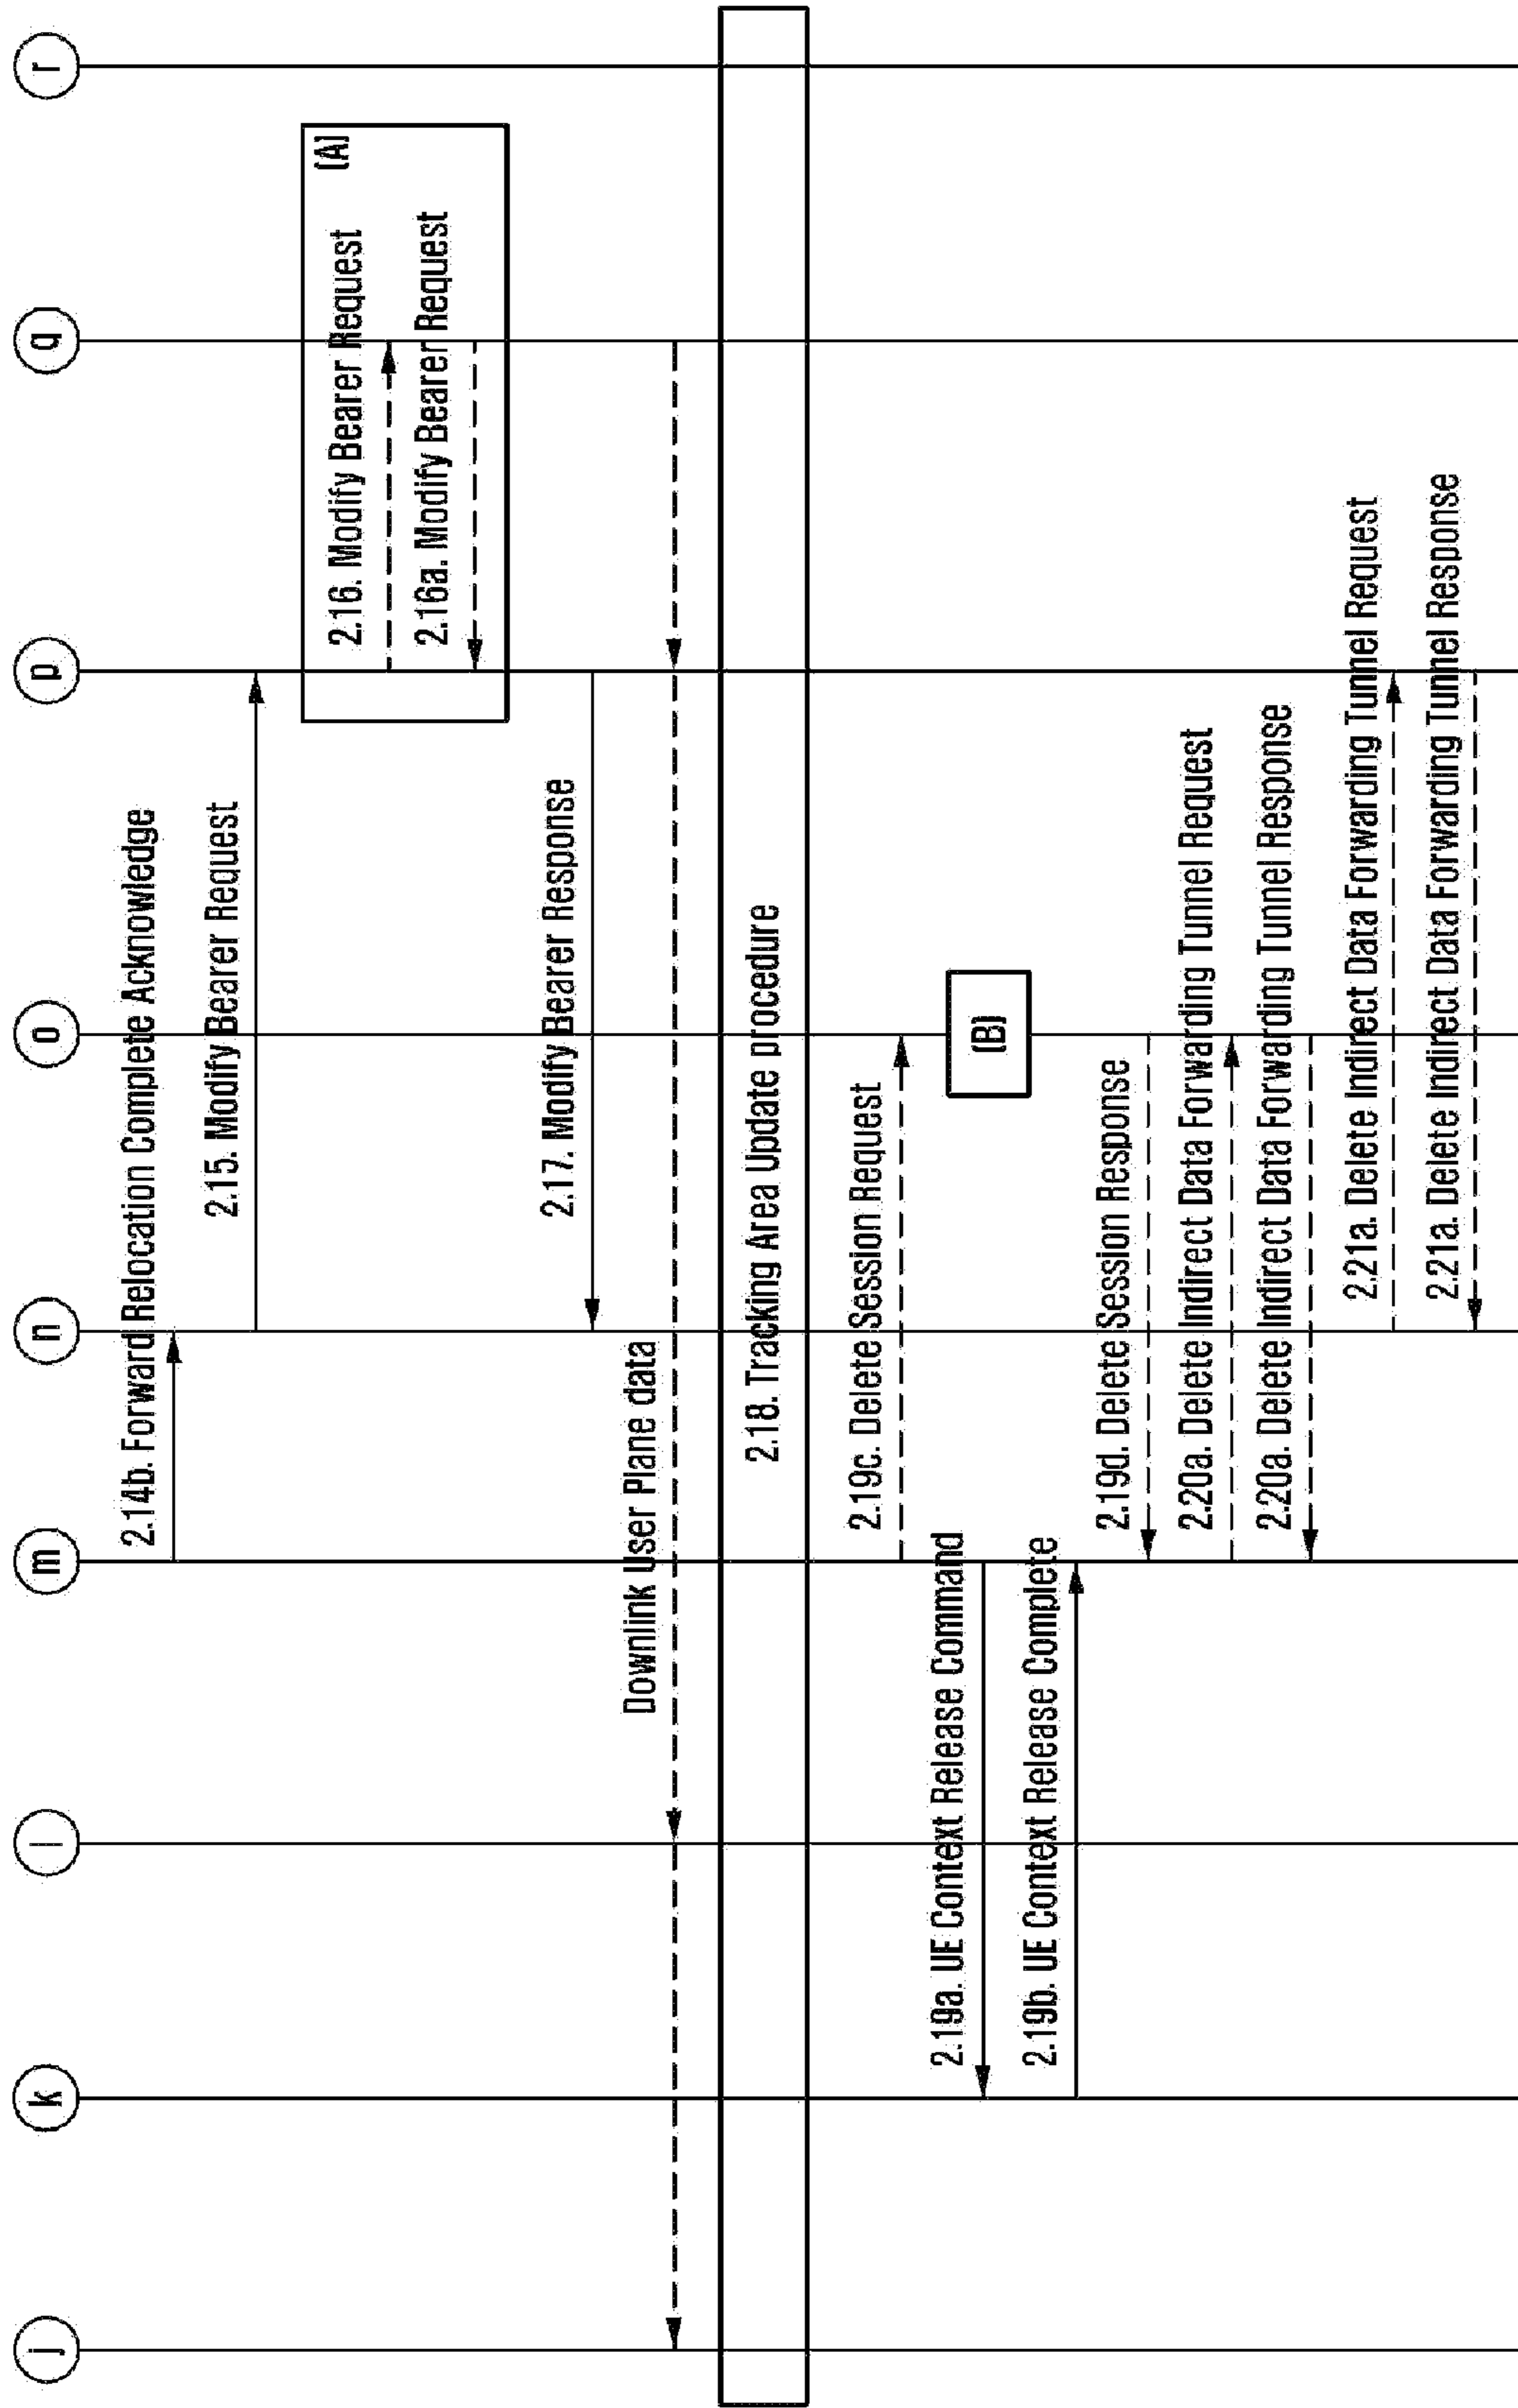 j
k
l
m
n
o
p
q
r
2.14b. Forward Relocation Complete Acknowledge
2.15. Modify Bearer Request
(A)
2.16. Modify Bearer Request
2.16a. Modify Bearer Request
2.17. Modify Bearer Response
Downlink User Plane data
2.18. Tracking Area Update procedure
2.19c. Delete Session Request
2.19a. UE Context Release Command
(B)
2.19b. UE Context Release Complete
2.19d. Delete Session Response
2.20a. Delete Indirect Data Forwarding Tunnel Request
2.20a. Delete Indirect Data Forwarding Tunnel Response
2.21a. Delete Indirect Data Forwarding Tunnel Request
2.21a. Delete Indirect Data Forwarding Tunnel Response